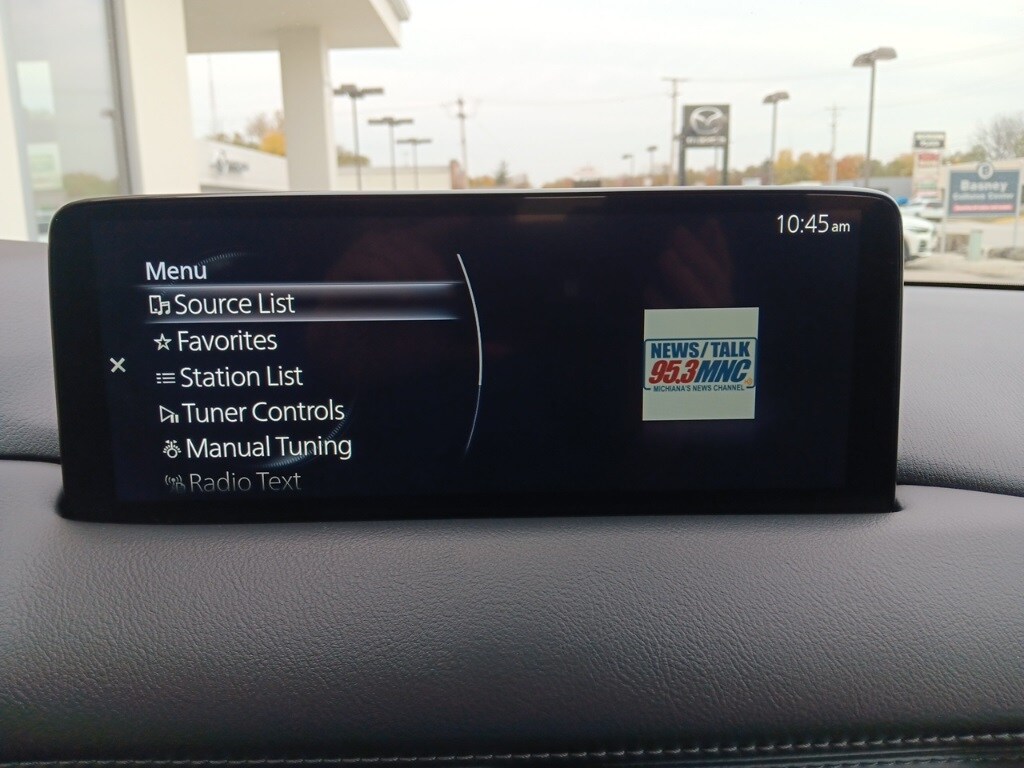 10:45am
Menu
Source List
Favorites
Station List
Tuner Controls
Manual Tuning
Radio Text
NEWS/TALK
95.3MNC
MICHIANA'S NEWS CHANNEL
Basney